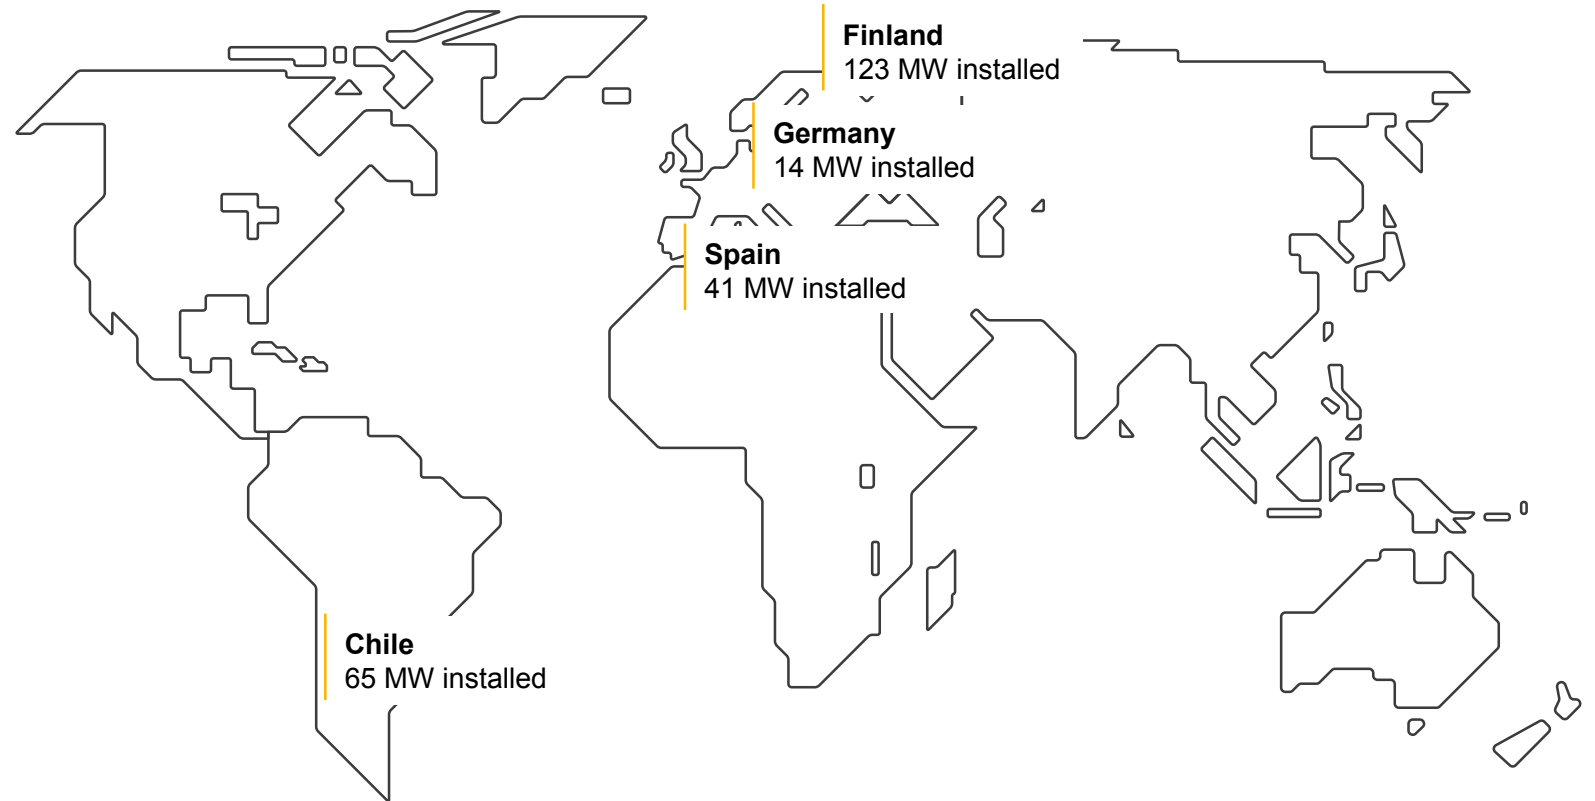 Finland
123 MW installed
Germany
14 MW installed
Spain
41 MW installed
Chile
65 MW installed